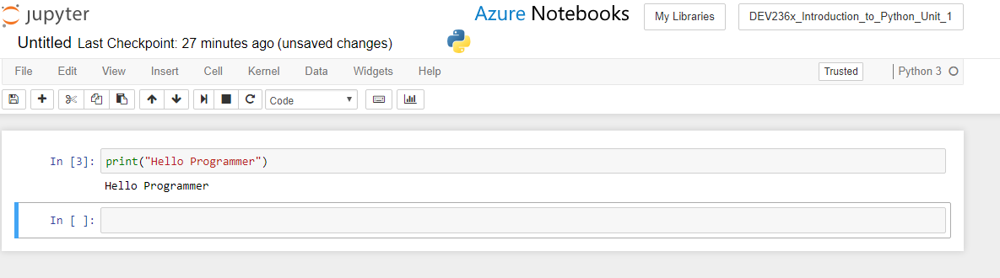 jupyter Azure Notebooks My Libraries DEV236x_Introduction_to_Python_Unit_1
Untitled Last Checkpoint: 27 minutes ago (unsaved changes)
File Edit View Insert Cell Kernel Data Widgets Help Trusted Python 3
Code
In [3]: print("Hello Programmer")
Hello Programmer
In [ ]: